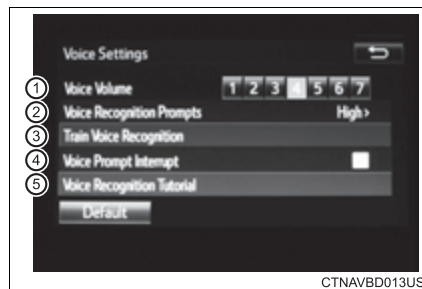 Voice Settings
1 Voice Volume 1 2 3 4 5 6 7
2 Voice Recognition Prompts High >
3 Train Voice Recognition
4 Voice Prompt Interrupt
5 Voice Recognition Tutorial
Default
CTNAVBD013US